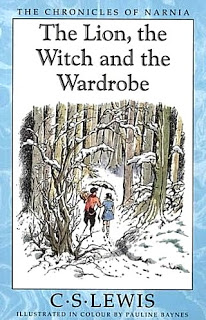 THE CHRONICLES OF NARNIA
The Lion, the
Witch and the
Wardrobe
C·S·LEWIS
ILLUSTRATED IN COLOUR BY PAULINE BAYNES